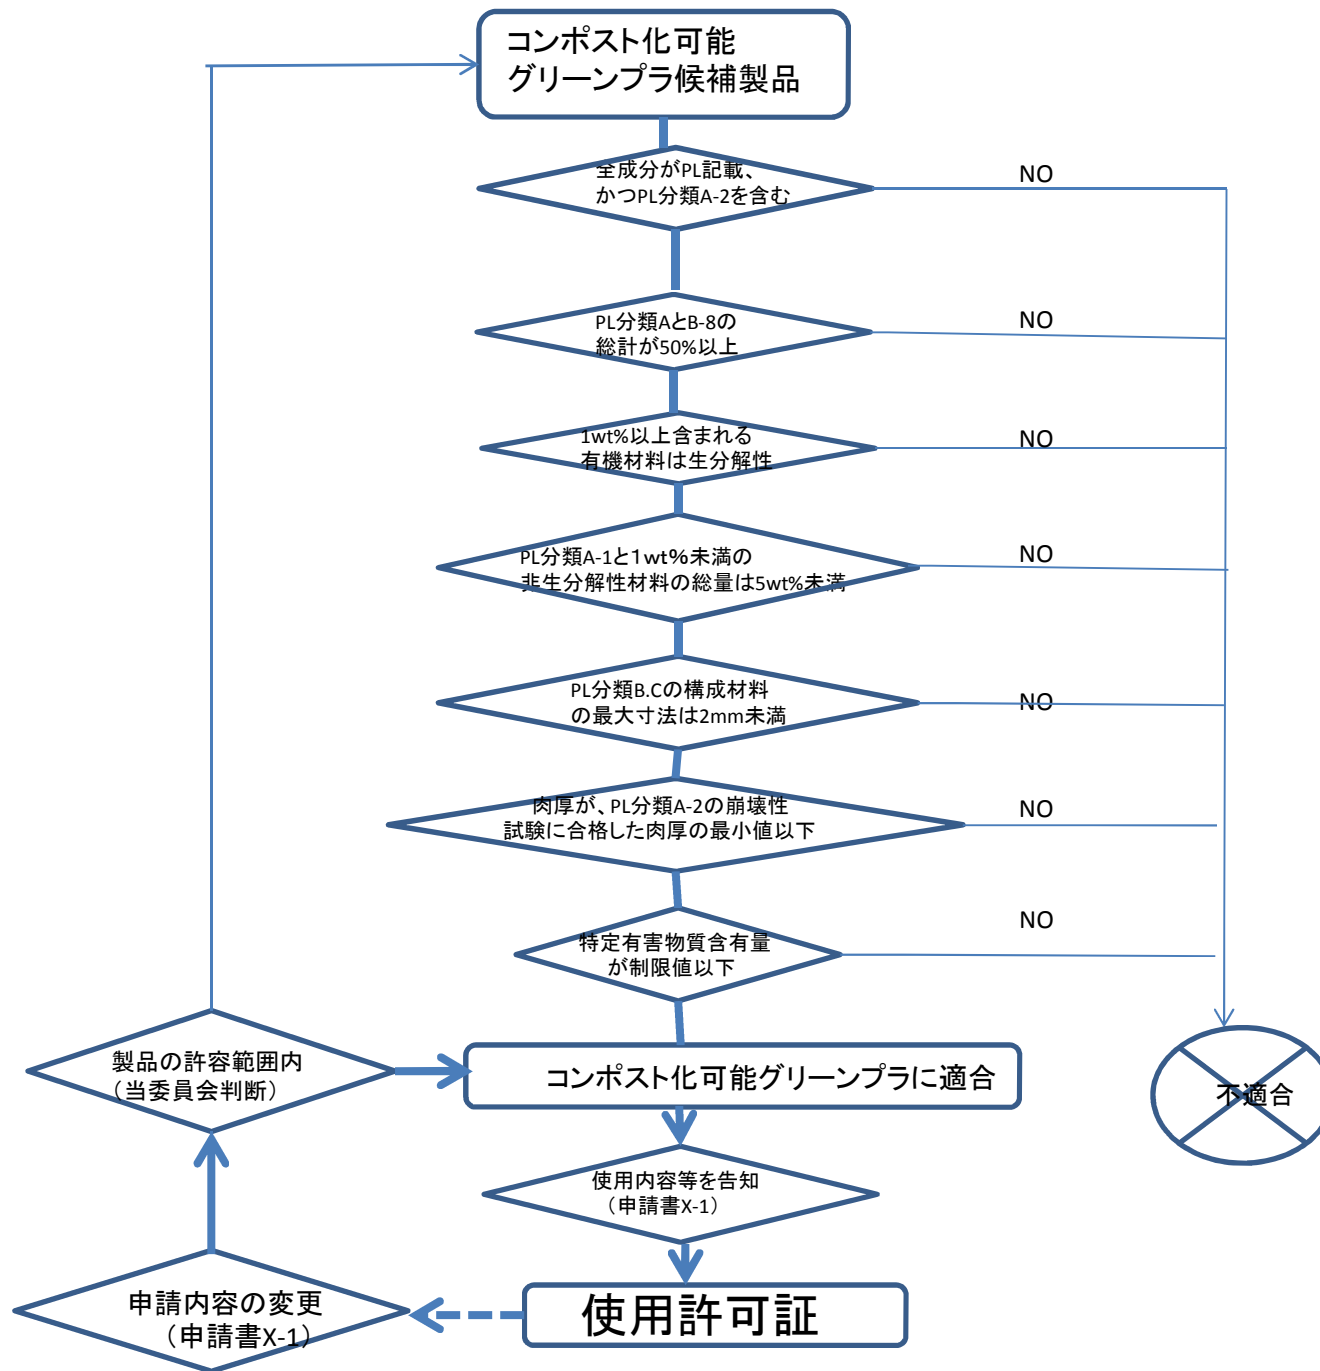 コンポスト化可能
グリーンプラ候補製品
全成分がPL記載、
かつPL分類A-2を含む
NO
PL分類AとB-8の
総計が50%以上
NO
1wt%以上含まれる
有機材料は生分解性
NO
PL分類A-1と1wt%未満の
非生分解性材料の総量は5wt%未満
NO
PL分類B.Cの構成材料
の最大寸法は2mm未満
NO
肉厚が、PL分類A-2の崩壊性
試験に合格した肉厚の最小値以下
NO
特定有害物質含有量
が制限値以下
NO
製品の許容範囲内
(当委員会判断)
コンポスト化可能グリーンプラに適合
不適合
使用内容等を告知
(申請書X-1)
申請内容の変更
(申請書X-1)
使用許可証